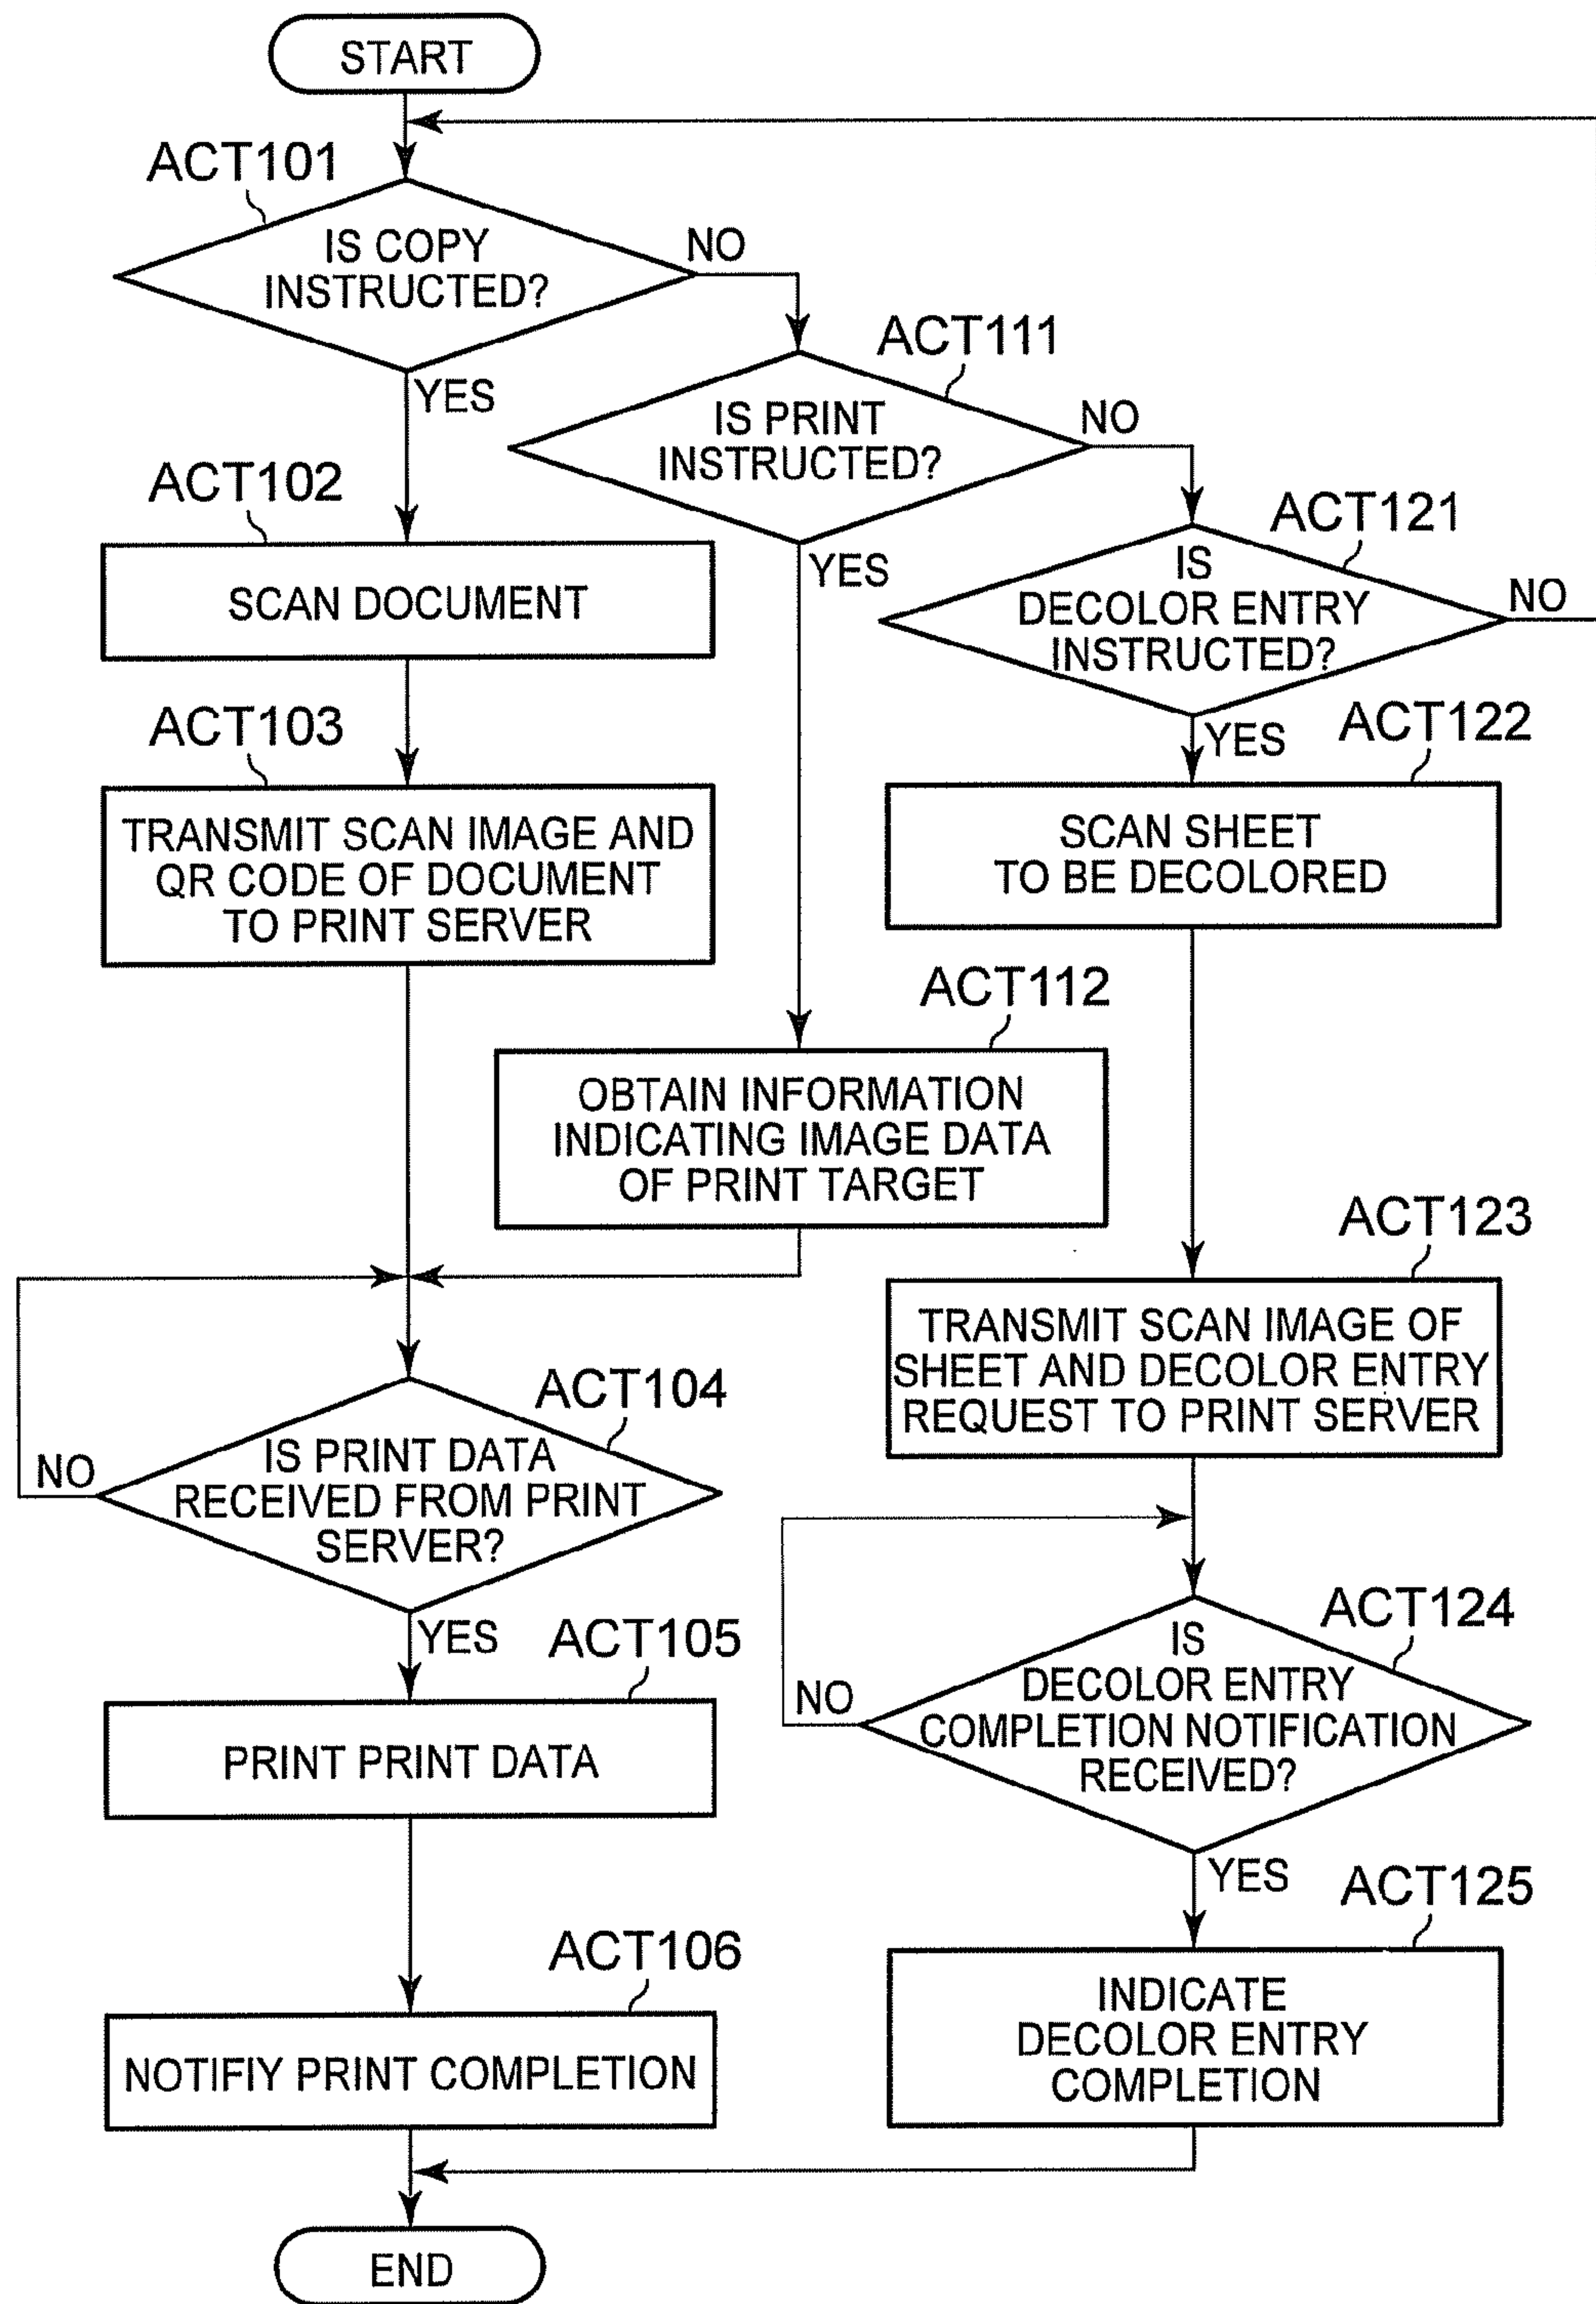 START
ACT101
IS COPY
INSTRUCTED?
NO
YES
ACT111
IS PRINT
INSTRUCTED?
NO
YES
ACT102
SCAN DOCUMENT
ACT121
IS
DECOLOR ENTRY
INSTRUCTED?
NO
YES
ACT103
TRANSMIT SCAN IMAGE AND
QR CODE OF DOCUMENT
TO PRINT SERVER
ACT122
SCAN SHEET
TO BE DECOLORED
ACT112
OBTAIN INFORMATION
INDICATING IMAGE DATA
OF PRINT TARGET
ACT123
TRANSMIT SCAN IMAGE OF
SHEET AND DECOLOR ENTRY
REQUEST TO PRINT SERVER
ACT104
IS PRINT DATA
RECEIVED FROM PRINT
SERVER?
NO
YES
ACT124
IS
DECOLOR ENTRY
COMPLETION NOTIFICATION
RECEIVED?
NO
YES
ACT105
PRINT PRINT DATA
ACT125
INDICATE
DECOLOR ENTRY
COMPLETION
ACT106
NOTIFIY PRINT COMPLETION
END